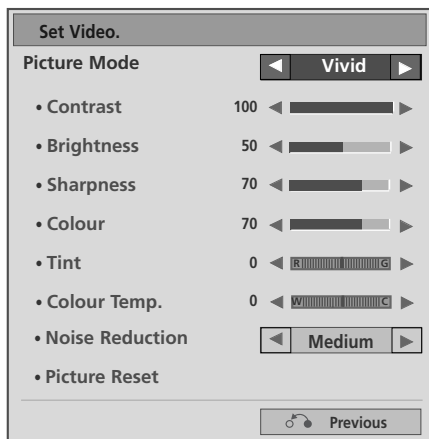 Set Video.
Picture Mode Vivid
• Contrast 100
• Brightness 50
• Sharpness 70
• Colour 70
• Tint 0 R G
• Colour Temp. 0 W C
• Noise Reduction Medium
• Picture Reset
Previous